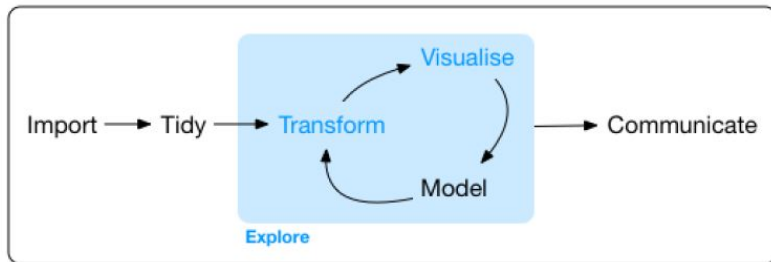 Visualise
Import Tidy Transform Communicate
Model
Explore